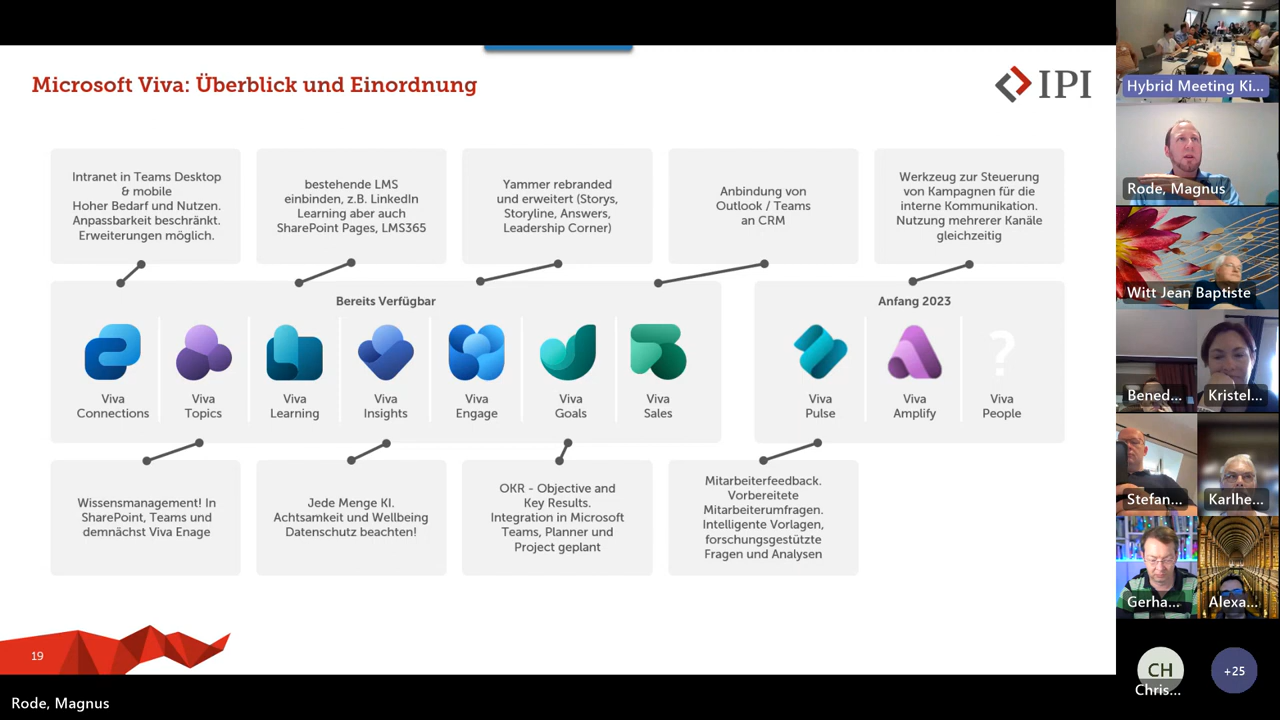 Microsoft Viva: Überblick und Einordnung
IPI
Intranet in Teams Desktop
& mobile
Hoher Bedarf und Nutzen.
Anpassbarkeit beschränkt.
Erweiterungen möglich.
bestehende LMS
einbinden, z.B. LinkedIn
Learning aber auch
SharePoint Pages, LMS365
Yammer rebranded
und erweitert (Storys,
Storyline, Answers,
Leadership Corner)
Anbindung von
Outlook / Teams
an CRM
Werkzeug zur Steuerung
von Kampagnen für die
interne Kommunikation.
Nutzung mehrerer Kanäle
gleichzeitig
Bereits Verfügbar
Viva
Connections
Viva
Topics
Viva
Learning
Viva
Insights
Viva
Engage
Viva
Goals
Viva
Sales
Anfang 2023
Viva
Pulse
Viva
Amplify
?
Viva
People
Wissensmanagement! In
SharePoint, Teams und
demnächst Viva Enage
Jede Menge KI.
Achtsamkeit und Wellbeing
Datenschutz beachten!
OKR - Objective and
Key Results.
Integration in Microsoft
Teams, Planner und
Project geplant
Mitarbeiterfeedback.
Vorbereitete
Mitarbeiterumfragen.
Intelligente Vorlagen,
forschungsgestützte
Fragen und Analysen
19
Rode, Magnus
Hybrid Meeting Ki...
Rode, Magnus
Witt Jean Baptiste
Bened...
Kristel...
Stefan...
Karlhe...
Gerha...
Alexa...
CH
Chris...
+25